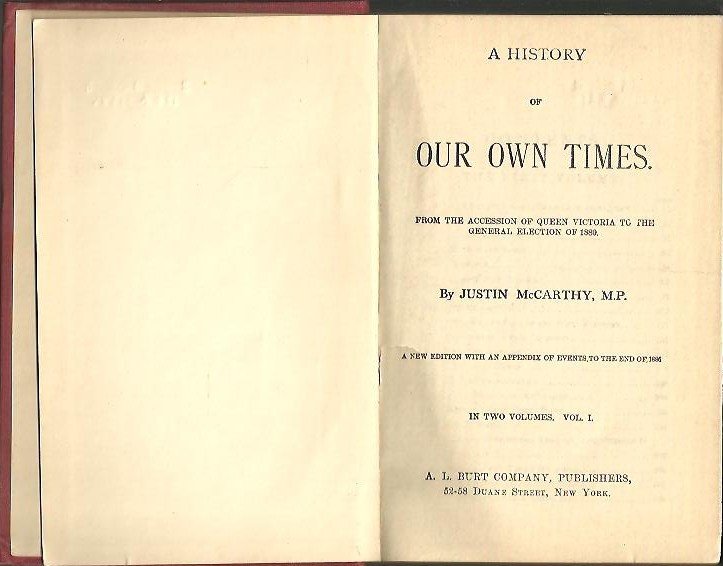 A HISTORY
OF
OUR OWN TIMES.
FROM THE ACCESSION OF QUEEN VICTORIA TO THE
GENERAL ELECTION OF 1880.
By JUSTIN McCARTHY, M.P.
A NEW EDITION WITH AN APPENDIX OF EVENTS TO THE END OF 1886
IN TWO VOLUMES. VOL. I.
A. L. BURT COMPANY, PUBLISHERS,
52-58 DUANE STREET, NEW YORK.